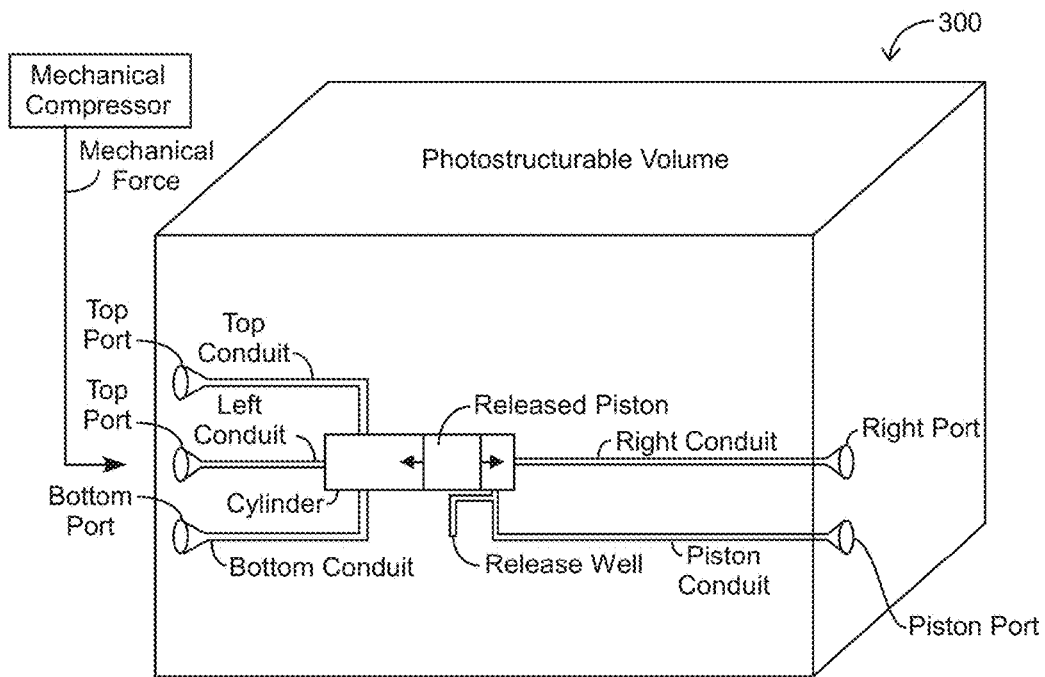 300
Mechanical
Compressor
Mechanical
Force
Photostructurable Volume
Top
Port
Top
Conduit
Top
Port
Left
Conduit
Released Piston
Right Conduit
Right Port
Cylinder
Bottom
Port
Bottom Conduit
Release Well
Piston
Conduit
Piston Port